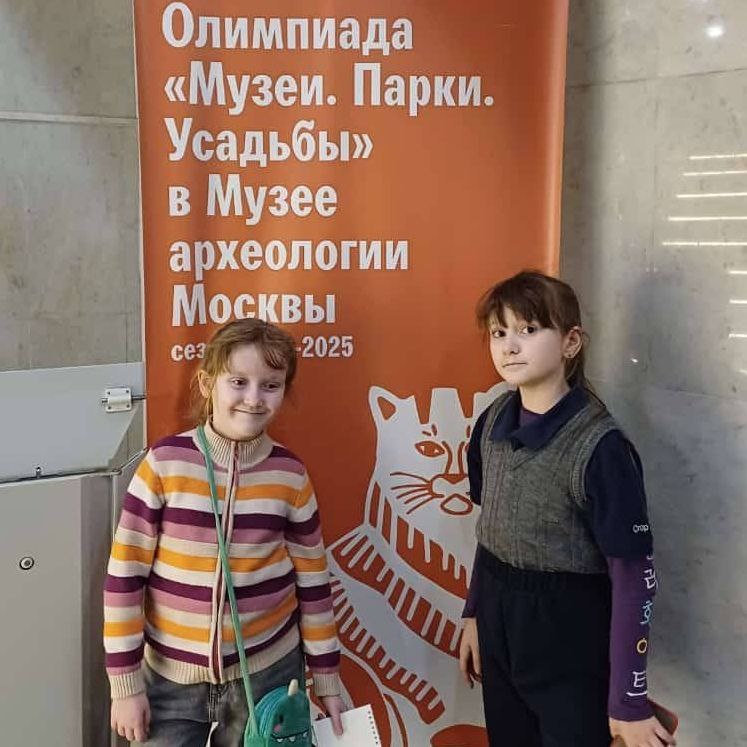 Олимпиада
«Музеи. Парки.
Усадьбы»
в Музее
археологии
Москвы
-2025